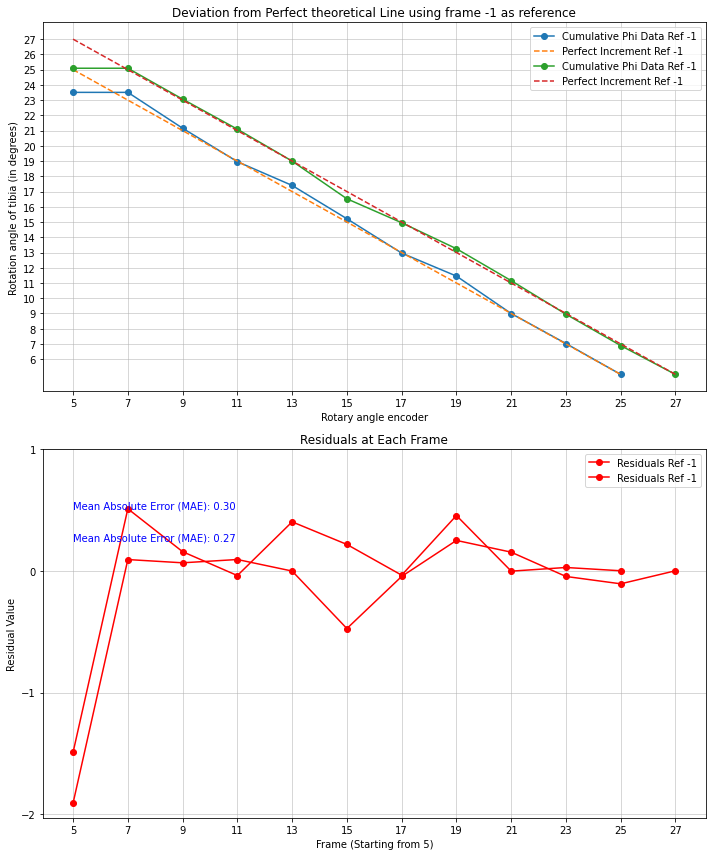 Deviation from Perfect theoretical Line using frame -1 as reference
Cumulative Phi Data Ref -1
Perfect Increment Ref -1
Cumulative Phi Data Ref -1
Perfect Increment Ref -1
Rotation angle of tibia (in degrees)
27
26
25
24
23
22
21
20
19
18
17
16
15
14
13
12
11
10
9
8
7
6
5 7 9 11 13 15 17 19 21 23 25 27
Rotary angle encoder
Residuals at Each Frame
Residuals Ref -1
Residuals Ref -1
Mean Absolute Error (MAE): 0.30
Mean Absolute Error (MAE): 0.27
Residual Value
1
0
−1
−2
5 7 9 11 13 15 17 19 21 23 25 27
Frame (Starting from 5)